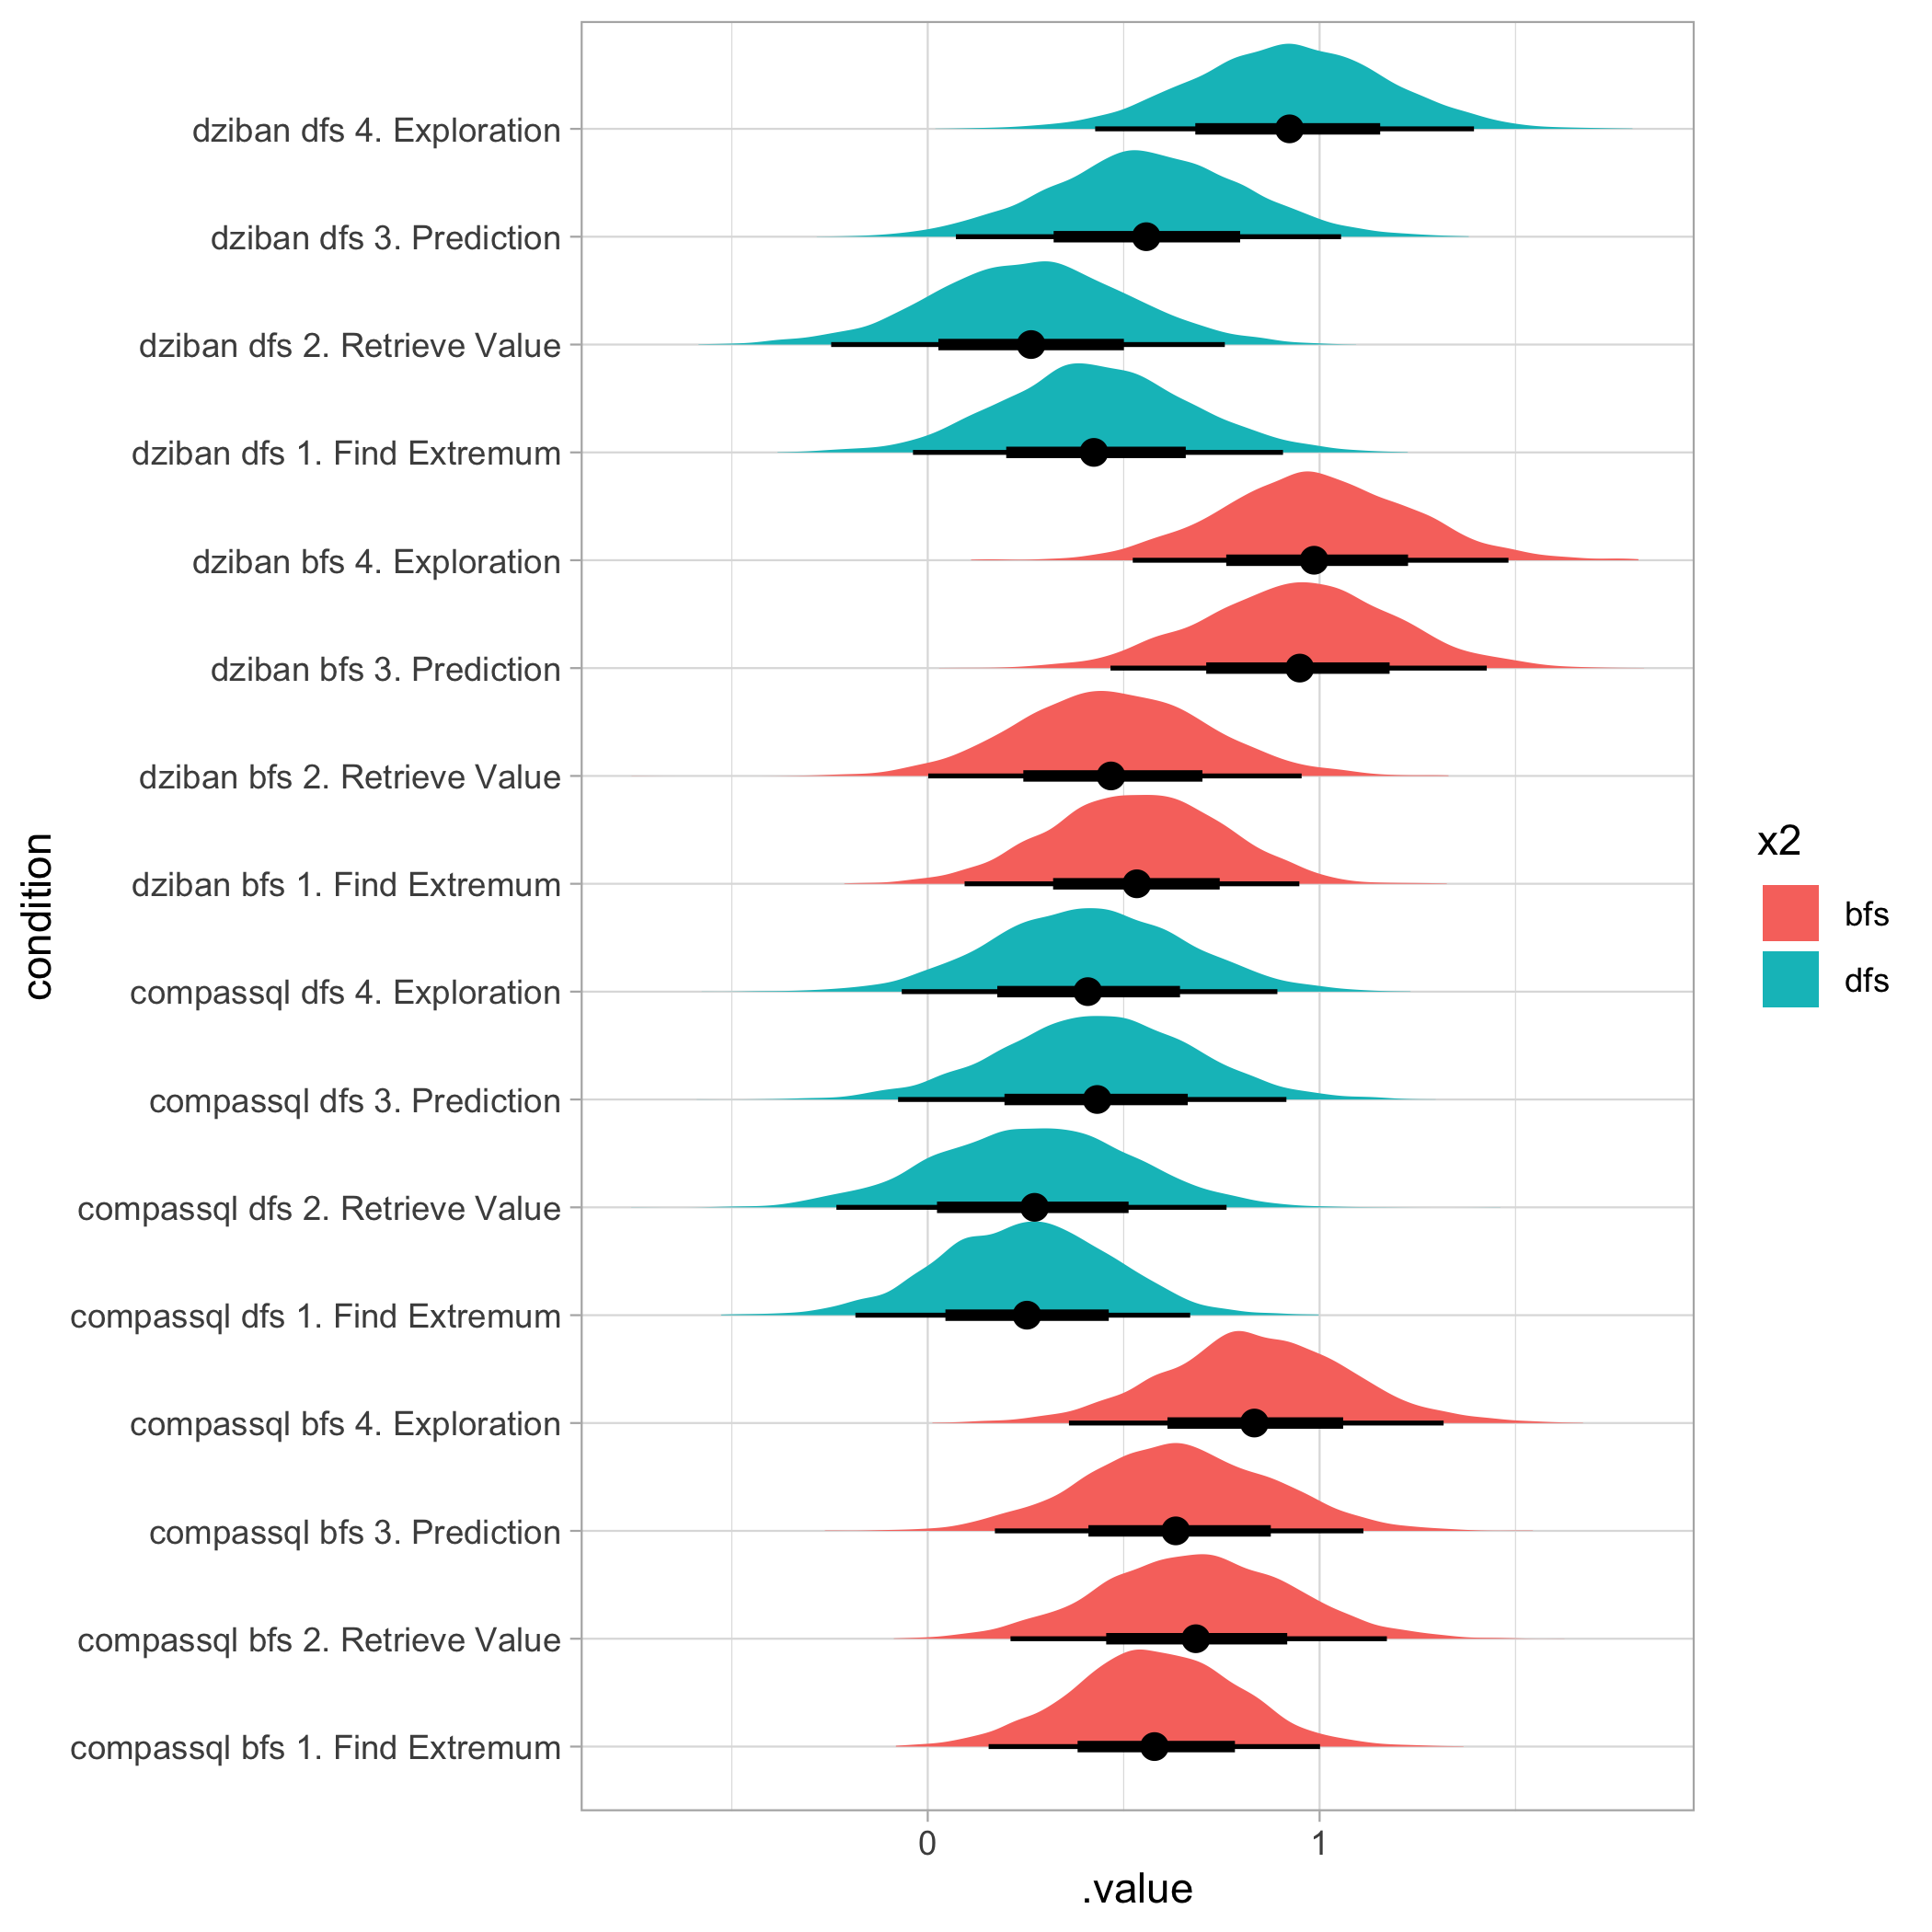 dziban dfs 4. Exploration
dziban dfs 3. Prediction
dziban dfs 2. Retrieve Value
dziban dfs 1. Find Extremum
dziban bfs 4. Exploration
dziban bfs 3. Prediction
dziban bfs 2. Retrieve Value
dziban bfs 1. Find Extremum
compassql dfs 4. Exploration
compassql dfs 3. Prediction
compassql dfs 2. Retrieve Value
compassql dfs 1. Find Extremum
compassql bfs 4. Exploration
compassql bfs 3. Prediction
compassql bfs 2. Retrieve Value
compassql bfs 1. Find Extremum
condition
0
1
.value
x2
bfs
dfs